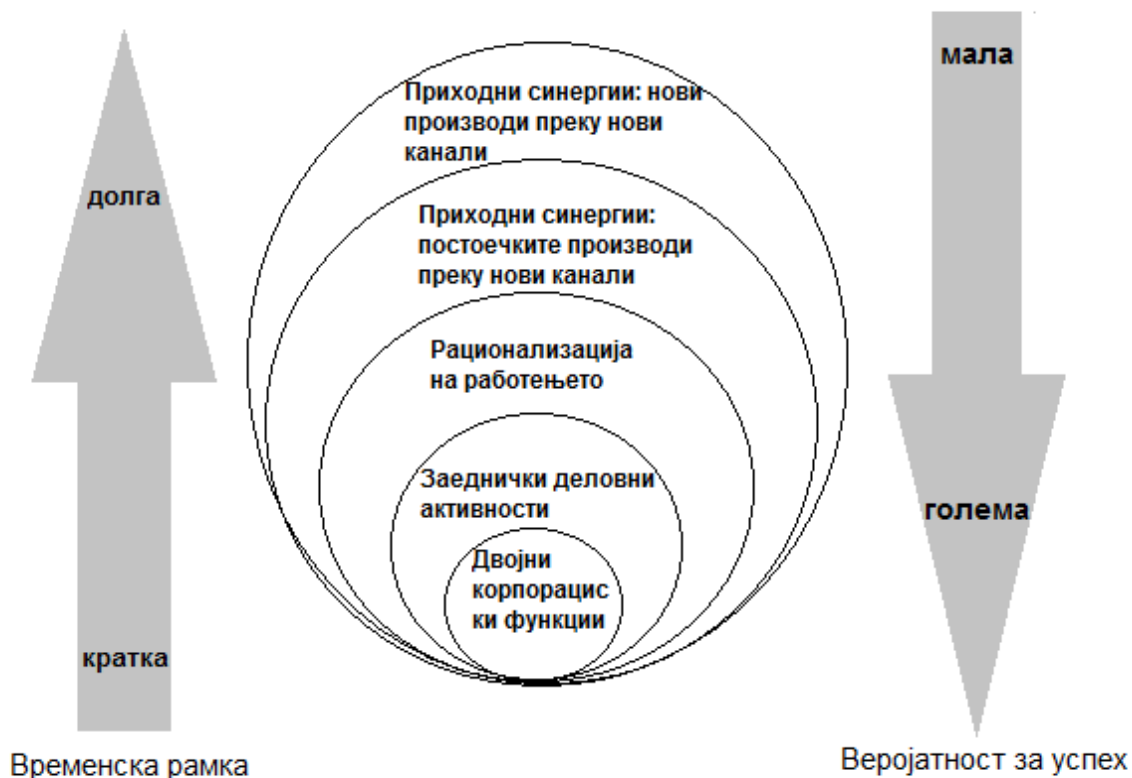 мала
Приходни синергии: нови
производи преку нови
канали
долга
Приходни синергии:
постоечките производи
преку нови канали
Рационализација
на работењето
Заеднички деловни
активности
голема
Двојни
корпорацис
ки функции
кратка
Временска рамка
Веројатност за успех